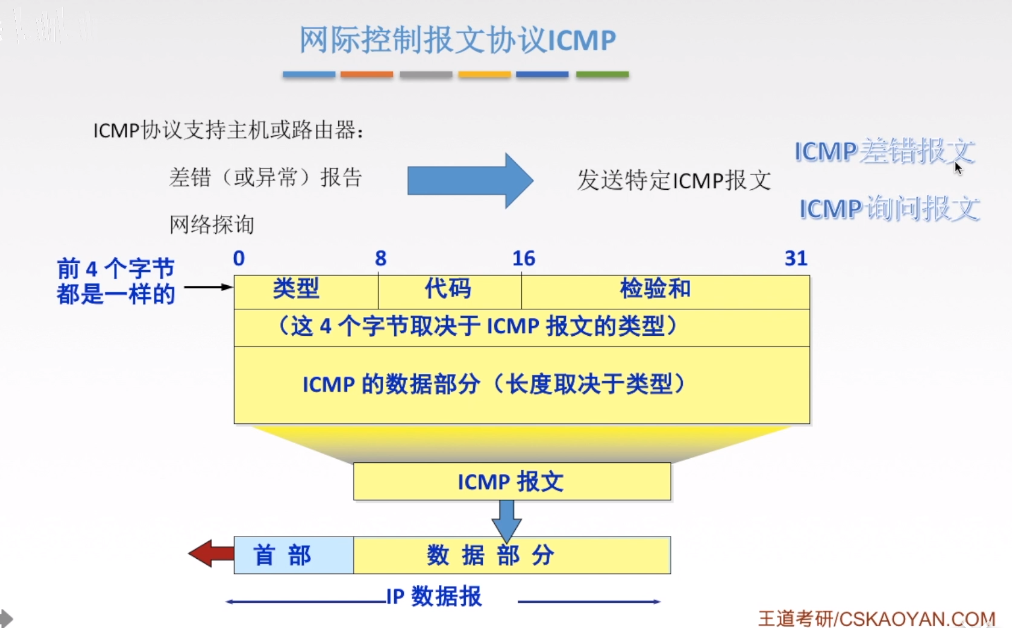 网际控制报文协议ICMP
ICMP协议支持主机或路由器：
差错（或异常）报告
网络探询
发送特定ICMP报文
ICMP差错报文
ICMP询问报文
前 4 个字节
都是一样的
0 8 16 31
类型 代码 检验和
（这 4 个字节取决于 ICMP 报文的类型）
ICMP 的数据部分（长度取决于类型）
ICMP 报文
首 部 数 据 部 分
IP 数据报
王道考研/CSKAOYAN.COM